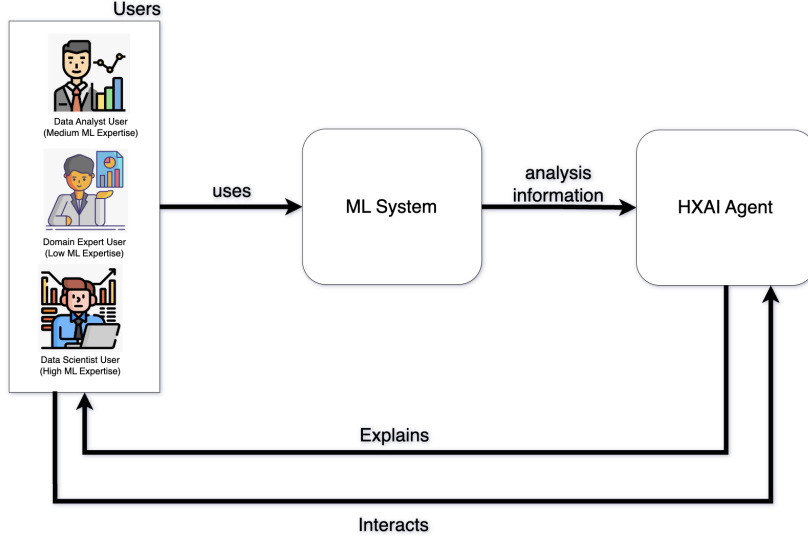 Users
Data Analyst User
(Medium ML Expertise)
Domain Expert User
(Low ML Expertise)
Data Scientist User
(High ML Expertise)
uses
ML System
analysis
information
HXAI Agent
Explains
Interacts